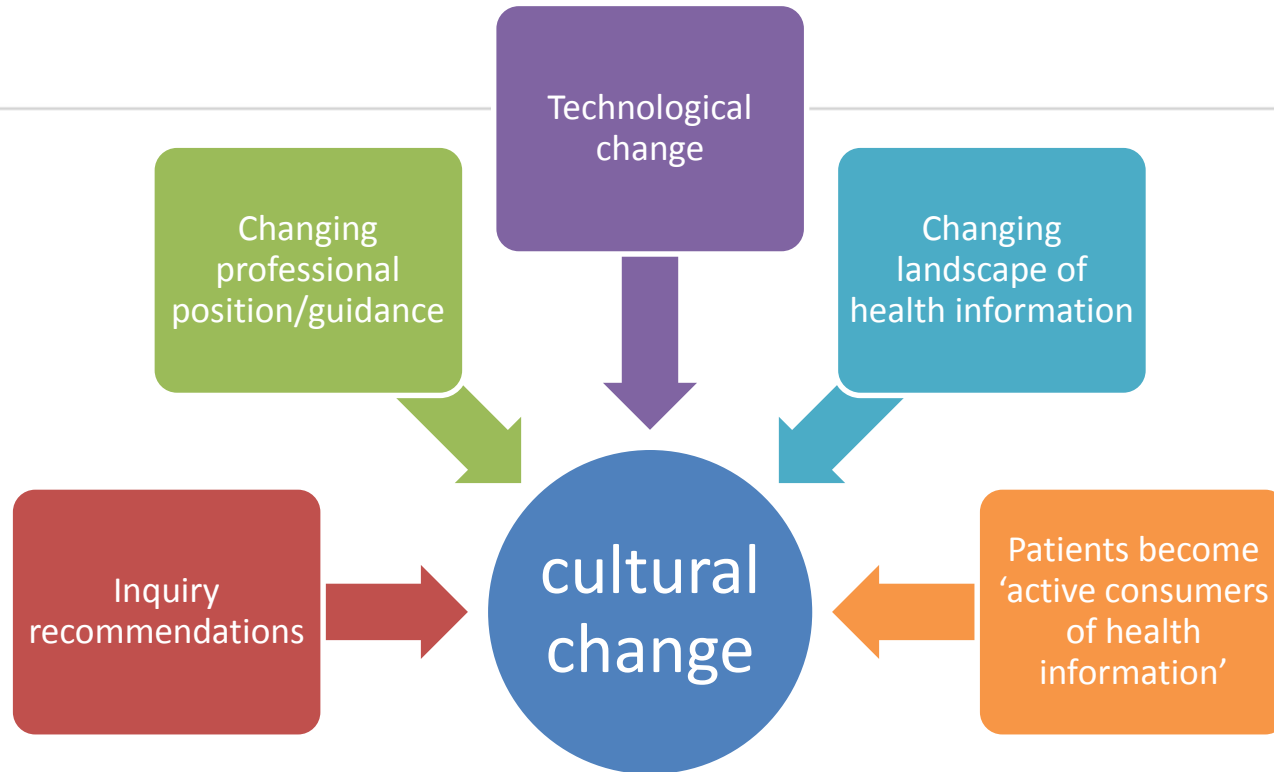 Technological
change
Changing
professional
position/guidance
Changing
landscape of
health information
Inquiry
recommendations
cultural
change
Patients become
‘active consumers
of health
information’